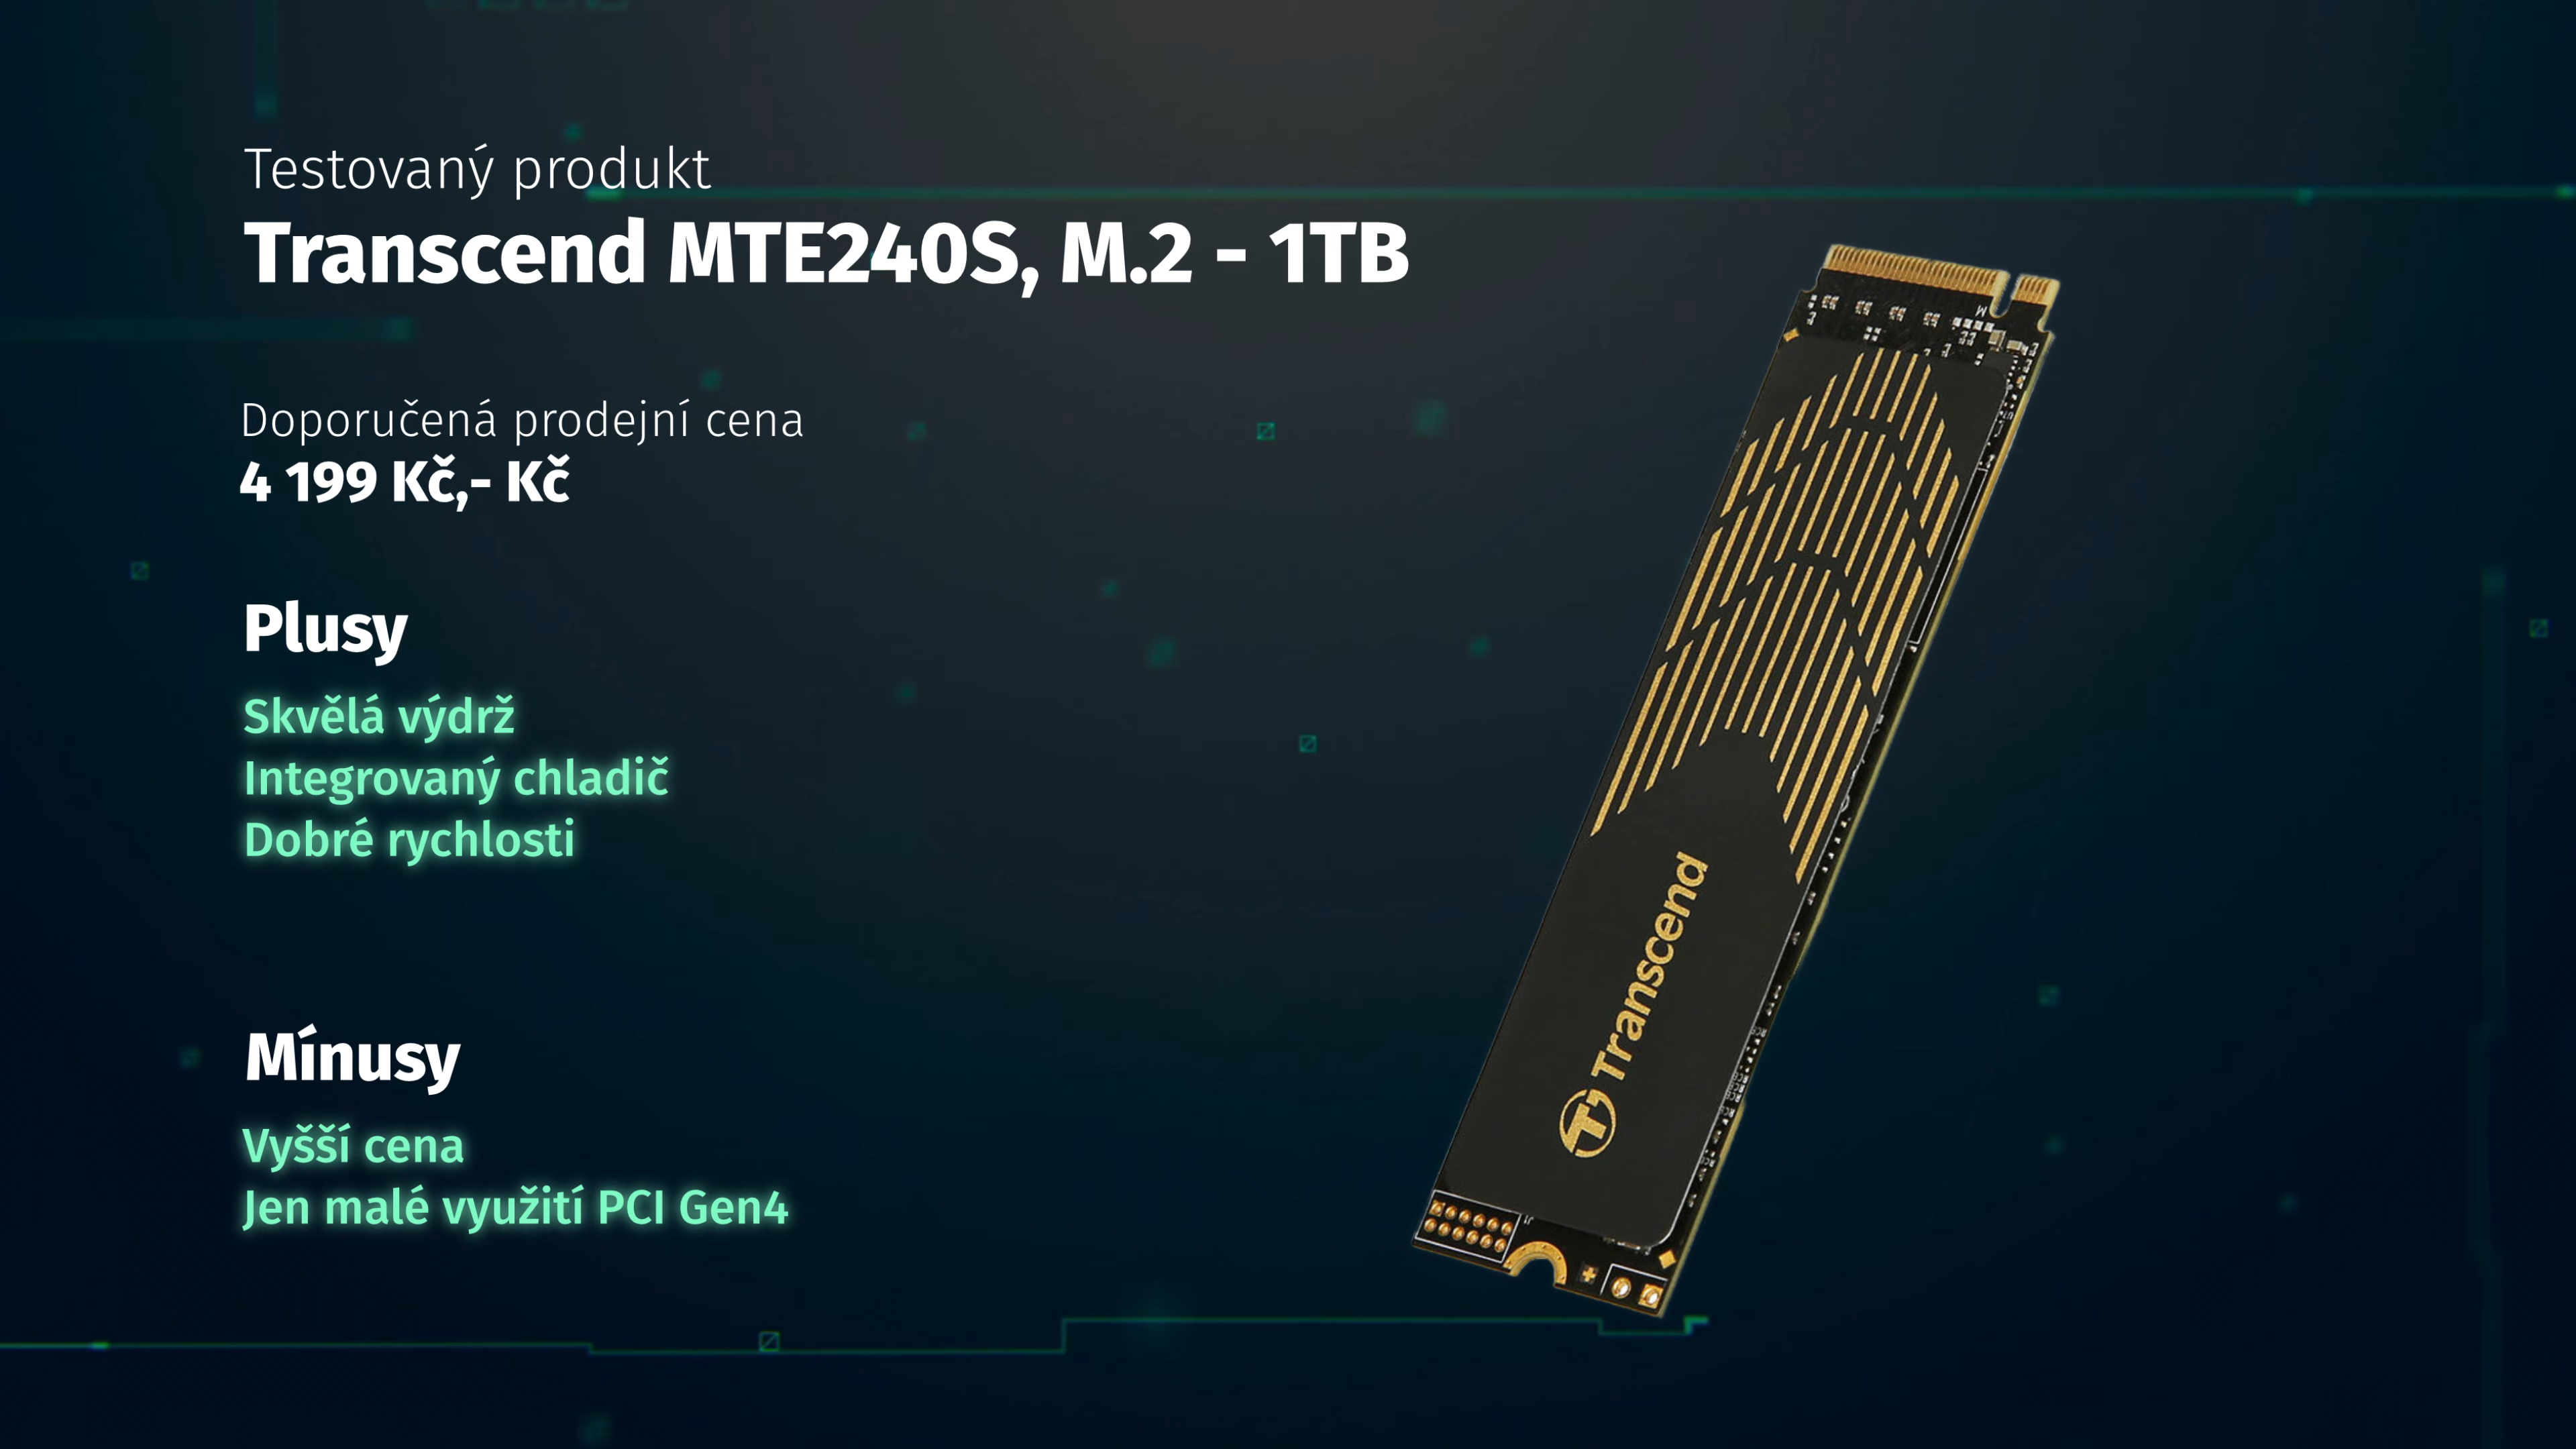 Testovaný produkt
Transcend MTE240S, M.2 - 1TB
Doporučená prodejní cena
4 199 Kč,- Kč
Plusy
Skvělá výdrž
Integrovaný chladič
Dobré rychlosti
Mínusy
Vyšší cena
Jen malé využití PCI Gen4
Transcend